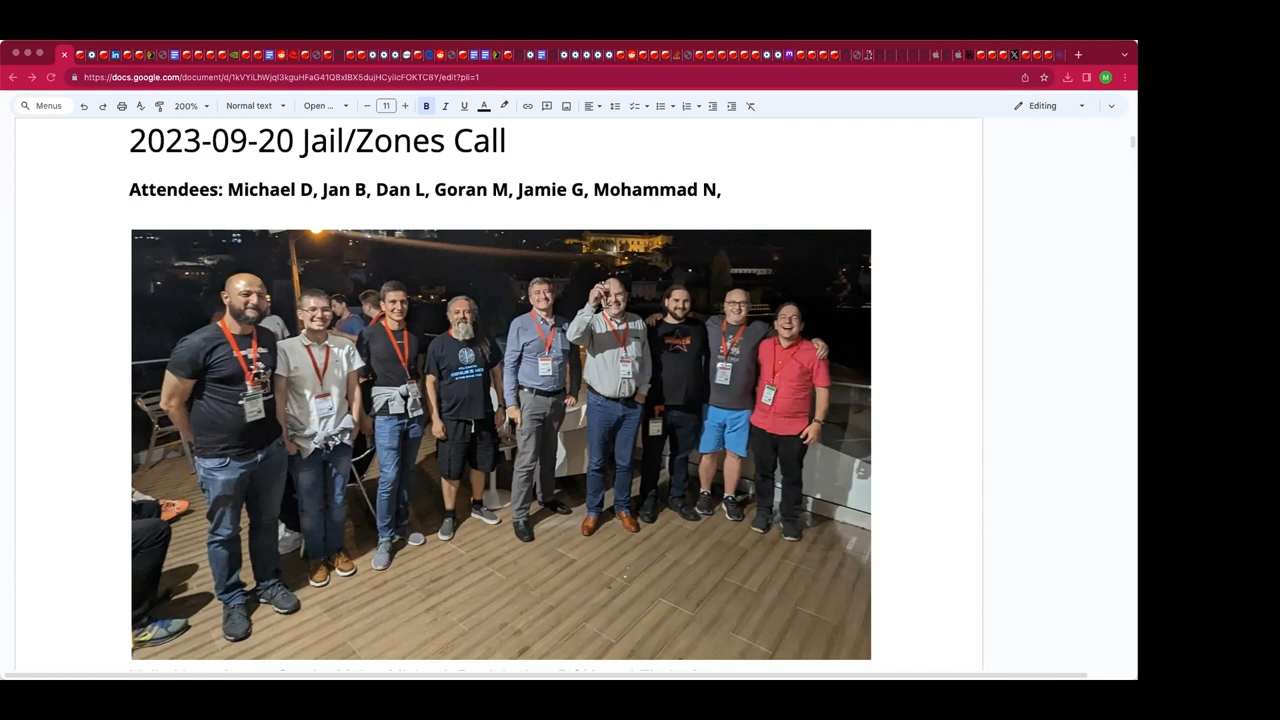 https://docs.google.com/document/d/1kVYiLhWjqI3kguHFaG41QBxIBX5dujHCyilcFOKTC8Y/edit?pli=1
M
Menus
200%
Normal text
Open ...
11
B
I
U
A
Editing
2023-09-20 Jail/Zones Call
Attendees: Michael D, Jan B, Dan L, Goran M, Jamie G, Mohammad N,